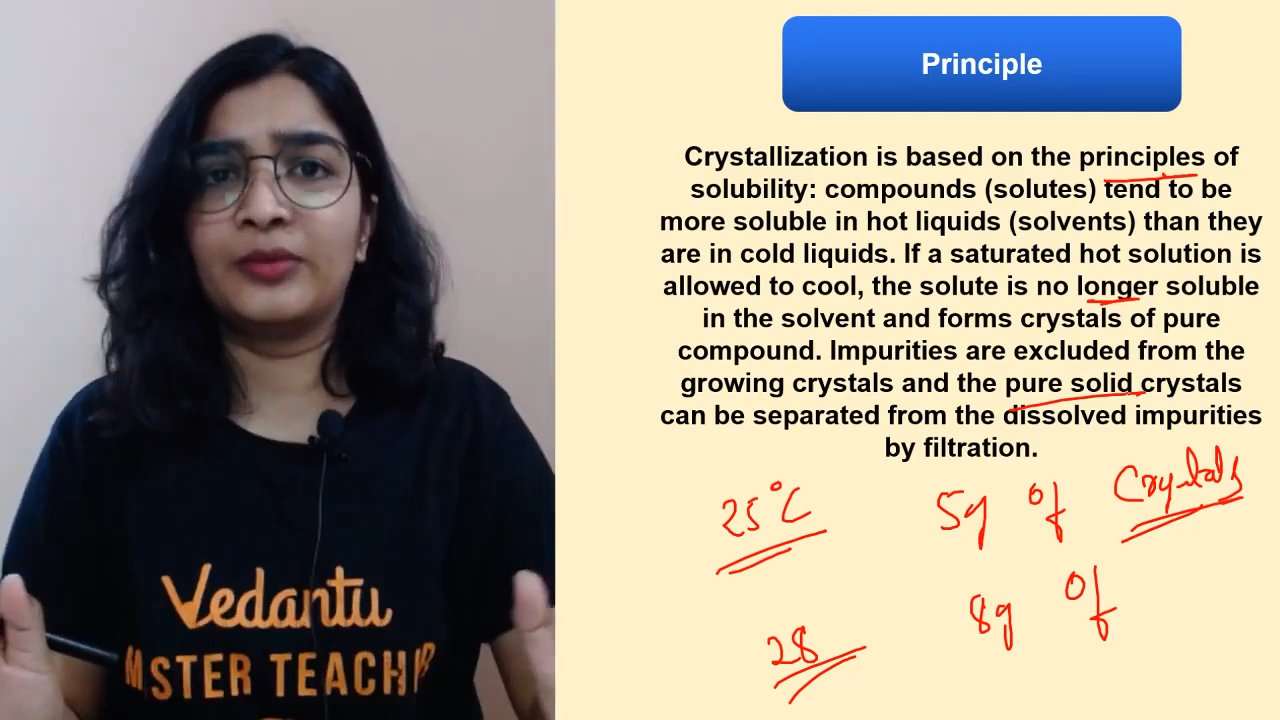 Principle
Crystallization is based on the principles of
solubility: compounds (solutes) tend to be
more soluble in hot liquids (solvents) than they
are in cold liquids. If a saturated hot solution is
allowed to cool, the solute is no longer soluble
in the solvent and forms crystals of pure
compound. Impurities are excluded from the
growing crystals and the pure solid crystals
can be separated from the dissolved impurities
by filtration.
25°C 5g of Crystals
28 8g of
Vedantu
MASTER TEACHER